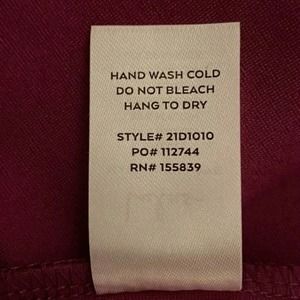 HAND WASH COLD
DO NOT BLEACH
HANG TO DRY
STYLE# 21D1010
PO# 112744
RN# 155839